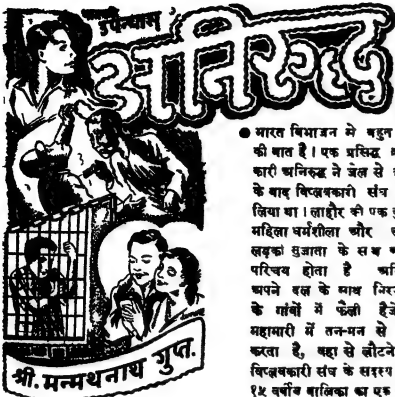 उपन्यास
अनिरुद्ध
श्री. मन्मथनाथ गुप्त.
● भारत विभाजन मे बहुत
की बात है । एक प्रसिद्ध
कारी अनिरुद्ध ने जेल से
के बाद विप्लवकारी संघ
लिया था । लाहौर की एक
महिला धर्मशीला और
लड़की सुजाता के साथ
परिचय होता है
अपने दल के साथ
के गांवों में फैली हैजे
महामारी में तन-मन से
करता है, वहा से लौटने
विप्लवकारी संघ के सदस्य
१५ वर्षीय बालिका का एक